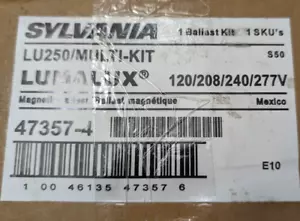 SYLVANIA 1 Ballast Kit 1 SKU's
LU250/MULTI-KIT S50
LUMALUX® 120/208/240/277V
Ballast magnétique Mexico
47357-4
E10
1 00 46135 47357 6